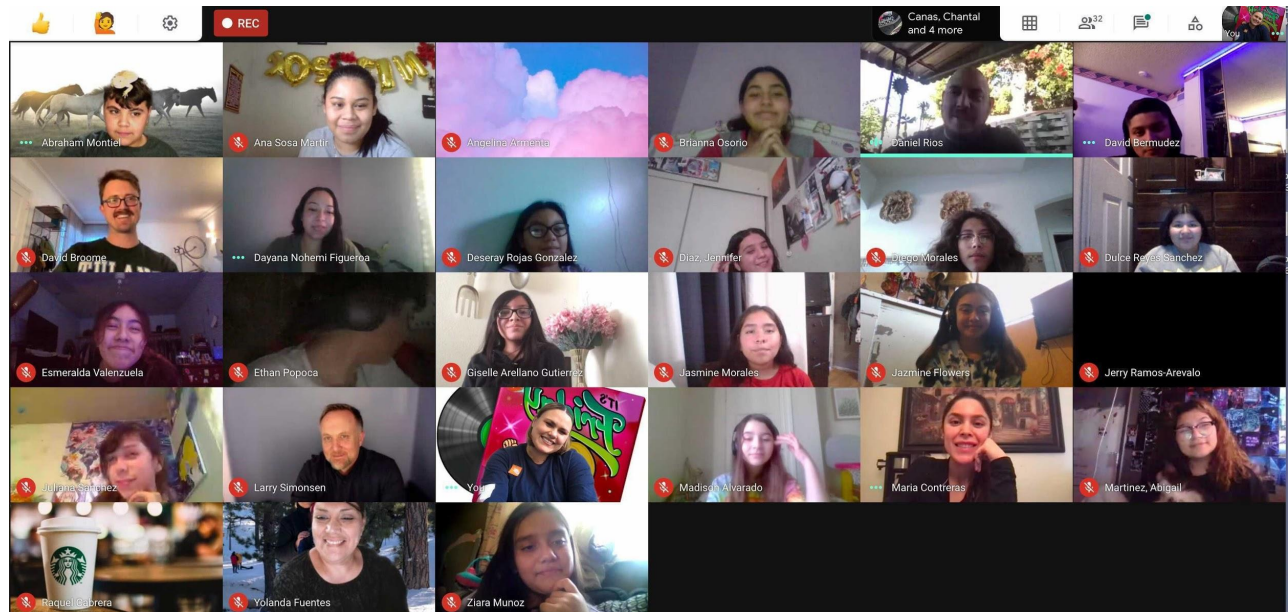 REC
Canas, Chantal
and 4 more
32
You
Abraham Montiel
Ana Sosa Martir
Angelina Armenta
Brianna Osorio
Daniel Rios
David Bermudez
David Broome
Dayana Nohemi Figueroa
Deseray Rojas Gonzalez
Diaz, Jennifer
Diego Morales
Dulce Reyes Sanchez
Esmeralda Valenzuela
Ethan Popoca
Giselle Arellano Gutierrez
Jasmine Morales
Jazmine Flowers
Jerry Ramos-Arevalo
Juliana Sanchez
Larry Simonsen
IT'S
Friday
You
Madison Alvarado
Maria Contreras
Martinez, Abigail
Raquel Cabrera
Yolanda Fuentes
Ziara Munoz